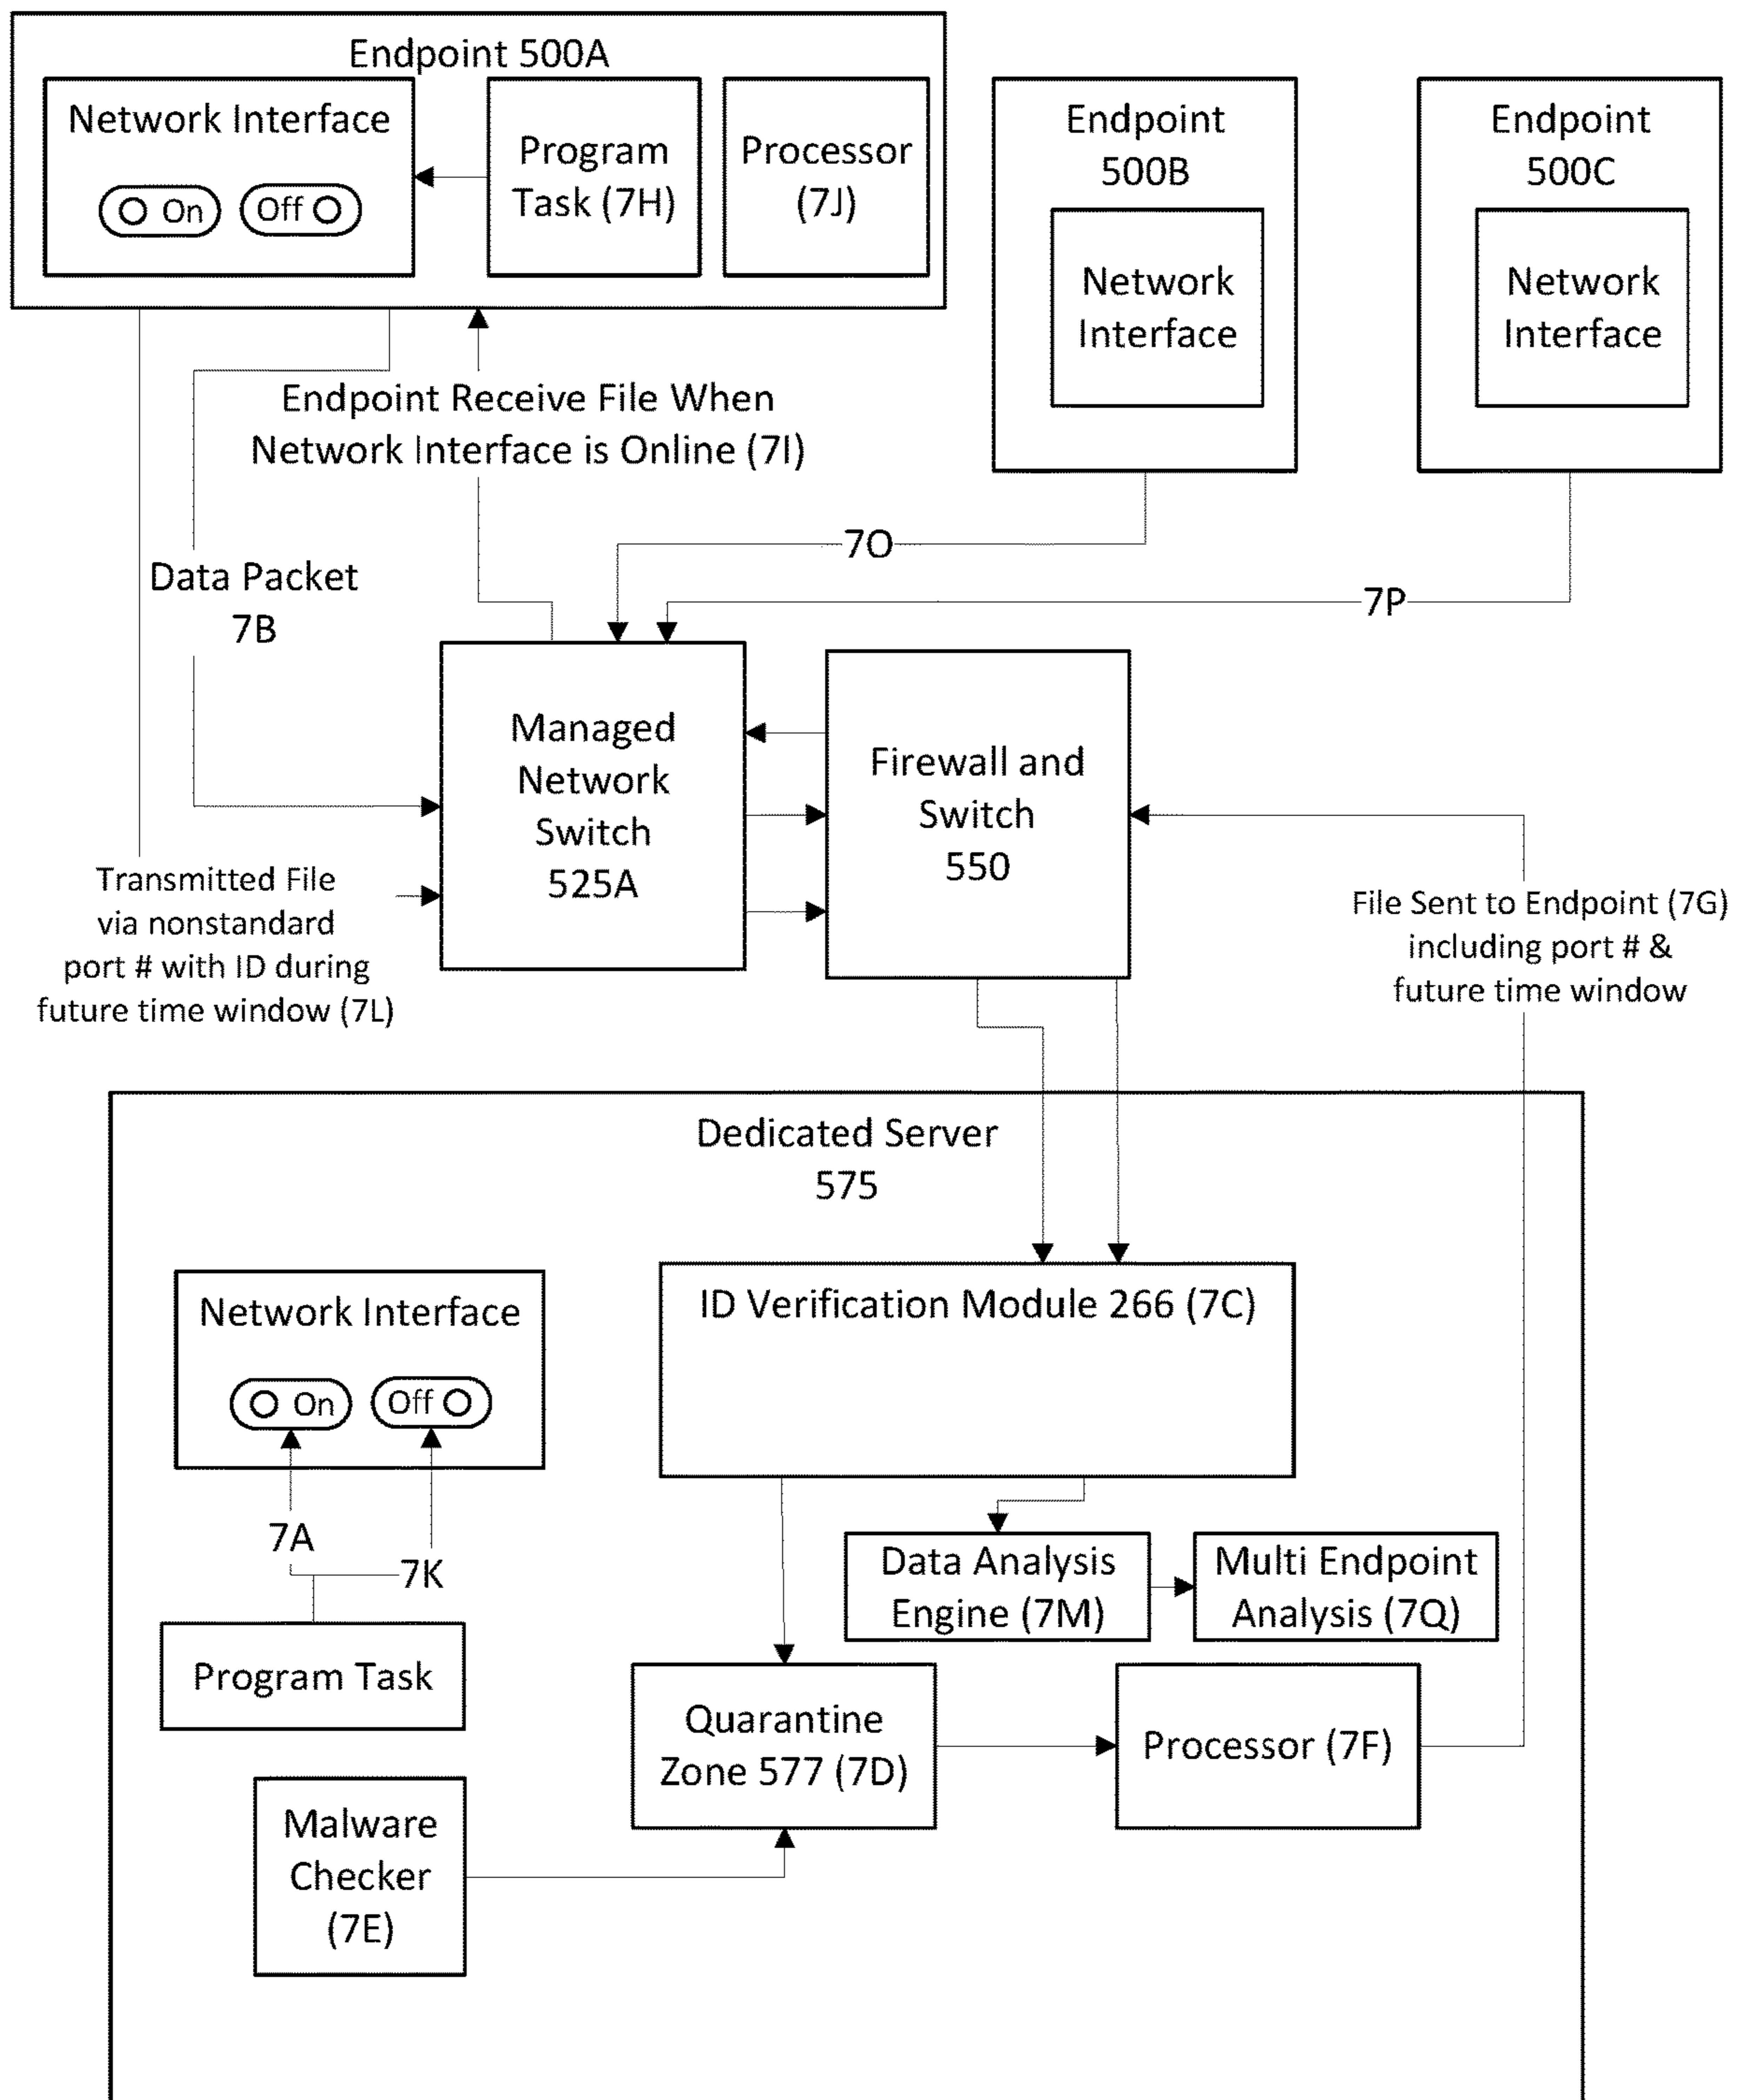 Endpoint 500A
Network Interface
On
Off
Program
Task (7H)
Processor
(7J)
Endpoint
500B
Network
Interface
Endpoint
500C
Network
Interface
Endpoint Receive File When
Network Interface is Online (7I)
7O
7P
Data Packet
7B
Managed
Network
Switch
525A
Firewall and
Switch
550
Transmitted File
via nonstandard
port # with ID during
future time window (7L)
File Sent to Endpoint (7G)
including port # &
future time window
Dedicated Server
575
Network Interface
On
Off
7A
7K
Program Task
ID Verification Module 266 (7C)
Data Analysis
Engine (7M)
Multi Endpoint
Analysis (7Q)
Quarantine
Zone 577 (7D)
Processor (7F)
Malware
Checker
(7E)